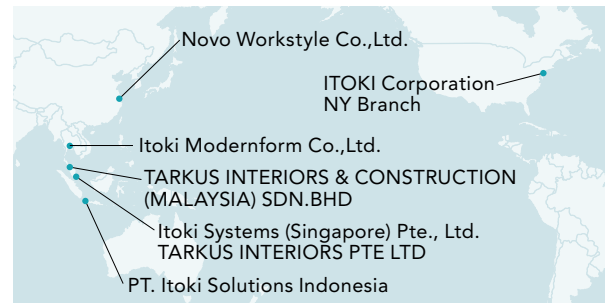 Novo Workstyle Co.,Ltd.
ITOKI Corporation
NY Branch
Itoki Modernform Co.,Ltd.
TARKUS INTERIORS & CONSTRUCTION
(MALAYSIA) SDN.BHD
Itoki Systems (Singapore) Pte., Ltd.
TARKUS INTERIORS PTE LTD
PT. Itoki Solutions Indonesia